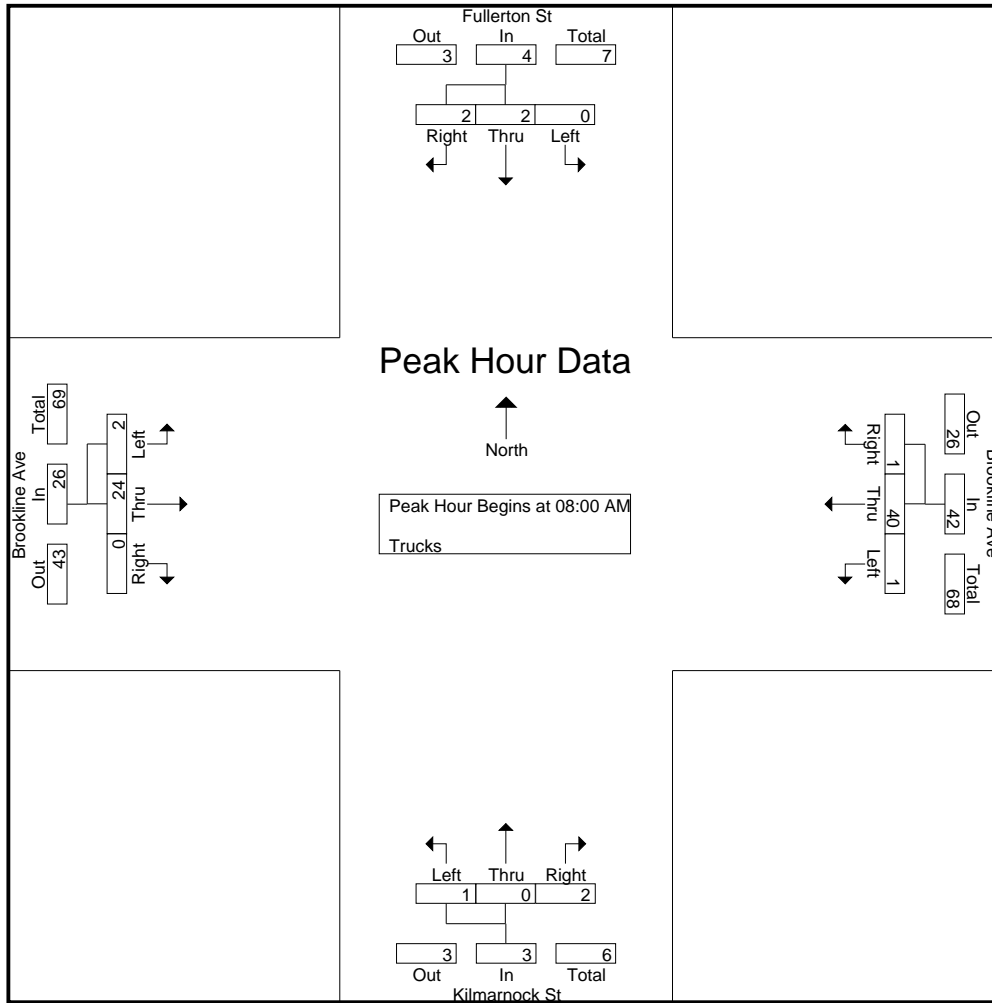 Fullerton St
Out In Total
3 4 7
2 2 0
Right Thru Left
Peak Hour Data
North
Peak Hour Begins at 08:00 AM
Trucks
Brookline Ave
Total In Out
69 26 43
2 24 0
Left Thru Right
Brookline Ave
Out In Total
26 42 68
1 40 1
Right Thru Left
Left Thru Right
1 0 2
3 3 6
Out In Total
Kilmarnock St